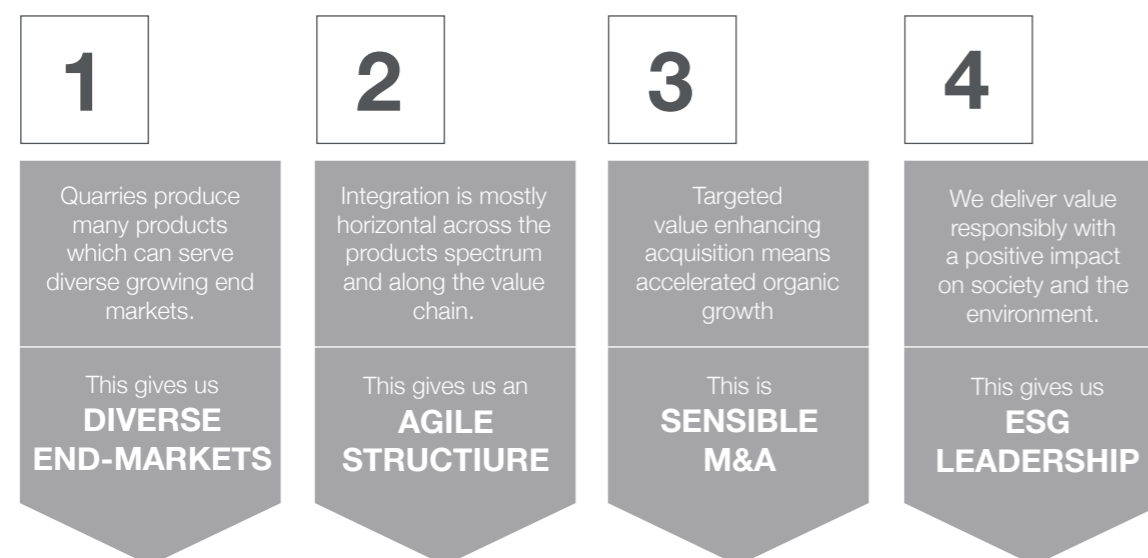 1
Quarries produce
many products
which can serve
diverse growing end
markets.
This gives us
DIVERSE
END-MARKETS
2
Integration is mostly
horizontal across the
products spectrum
and along the value
chain.
This gives us an
AGILE
STRUCTIURE
3
Targeted
value enhancing
acquisition means
accelerated organic
growth
This is
SENSIBLE
M&A
4
We deliver value
responsibly with
a positive impact
on society and the
environment.
This gives us
ESG
LEADERSHIP